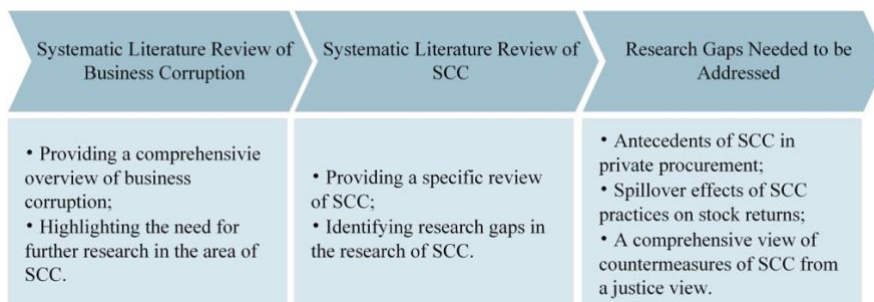 Systematic Literature Review of
Business Corruption
Systematic Literature Review of
SCC
Research Gaps Needed to be
Addressed
• Providing a comprehensivie
overview of business
corruption;
• Highlighting the need for
further research in the area of
SCC.
• Providing a specific review
of SCC;
• Identifying research gaps in
the research of SCC.
• Antecedents of SCC in
private procurement;
• Spillover effects of SCC
practices on stock returns;
• A comprehensive view of
countermeasures of SCC from
a justice view.